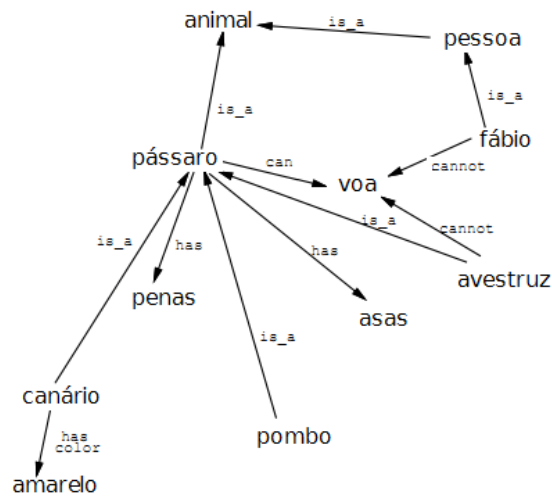 animal
is_a
pessoa
is_a
is_a
fábio
pássaro
can
cannot
voa
is_a
has
has
is_a
cannot
avestruz
penas
asas
is_a
canário
has
color
pombo
amarelo